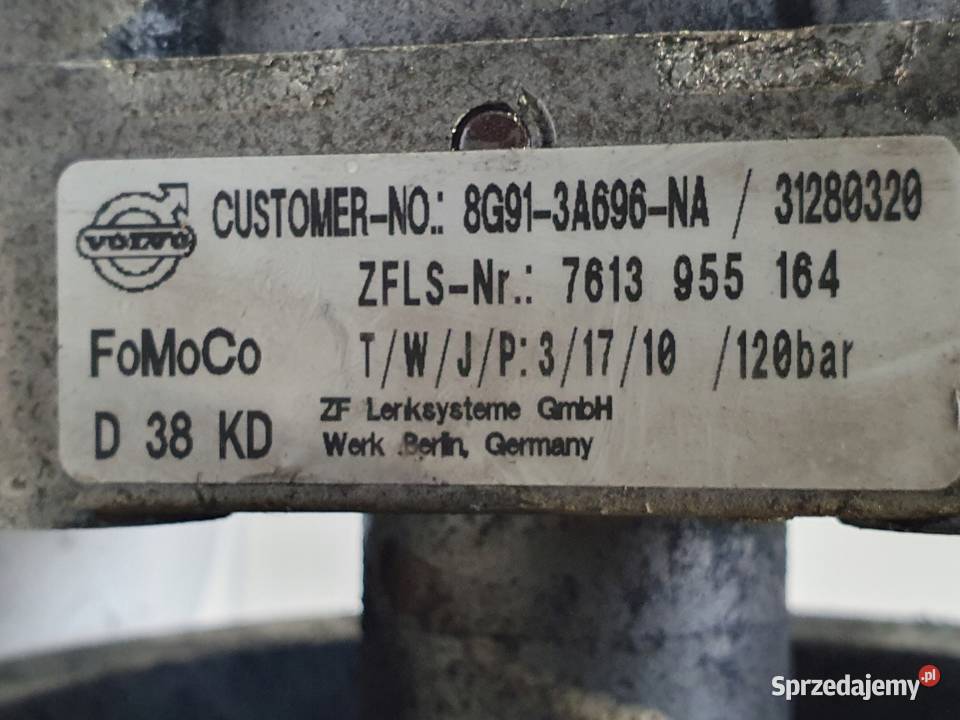 VOLVO CUSTOMER-NO.: 8G91-3A696-NA / 31280320
ZFLS-Nr.: 7613 955 164
FoMoCo T/W/J/P: 3/17/10 /120bar
D 38 KD ZF Lenksysteme GmbH
Werk Berlin, Germany
Sprzedajemy.pl